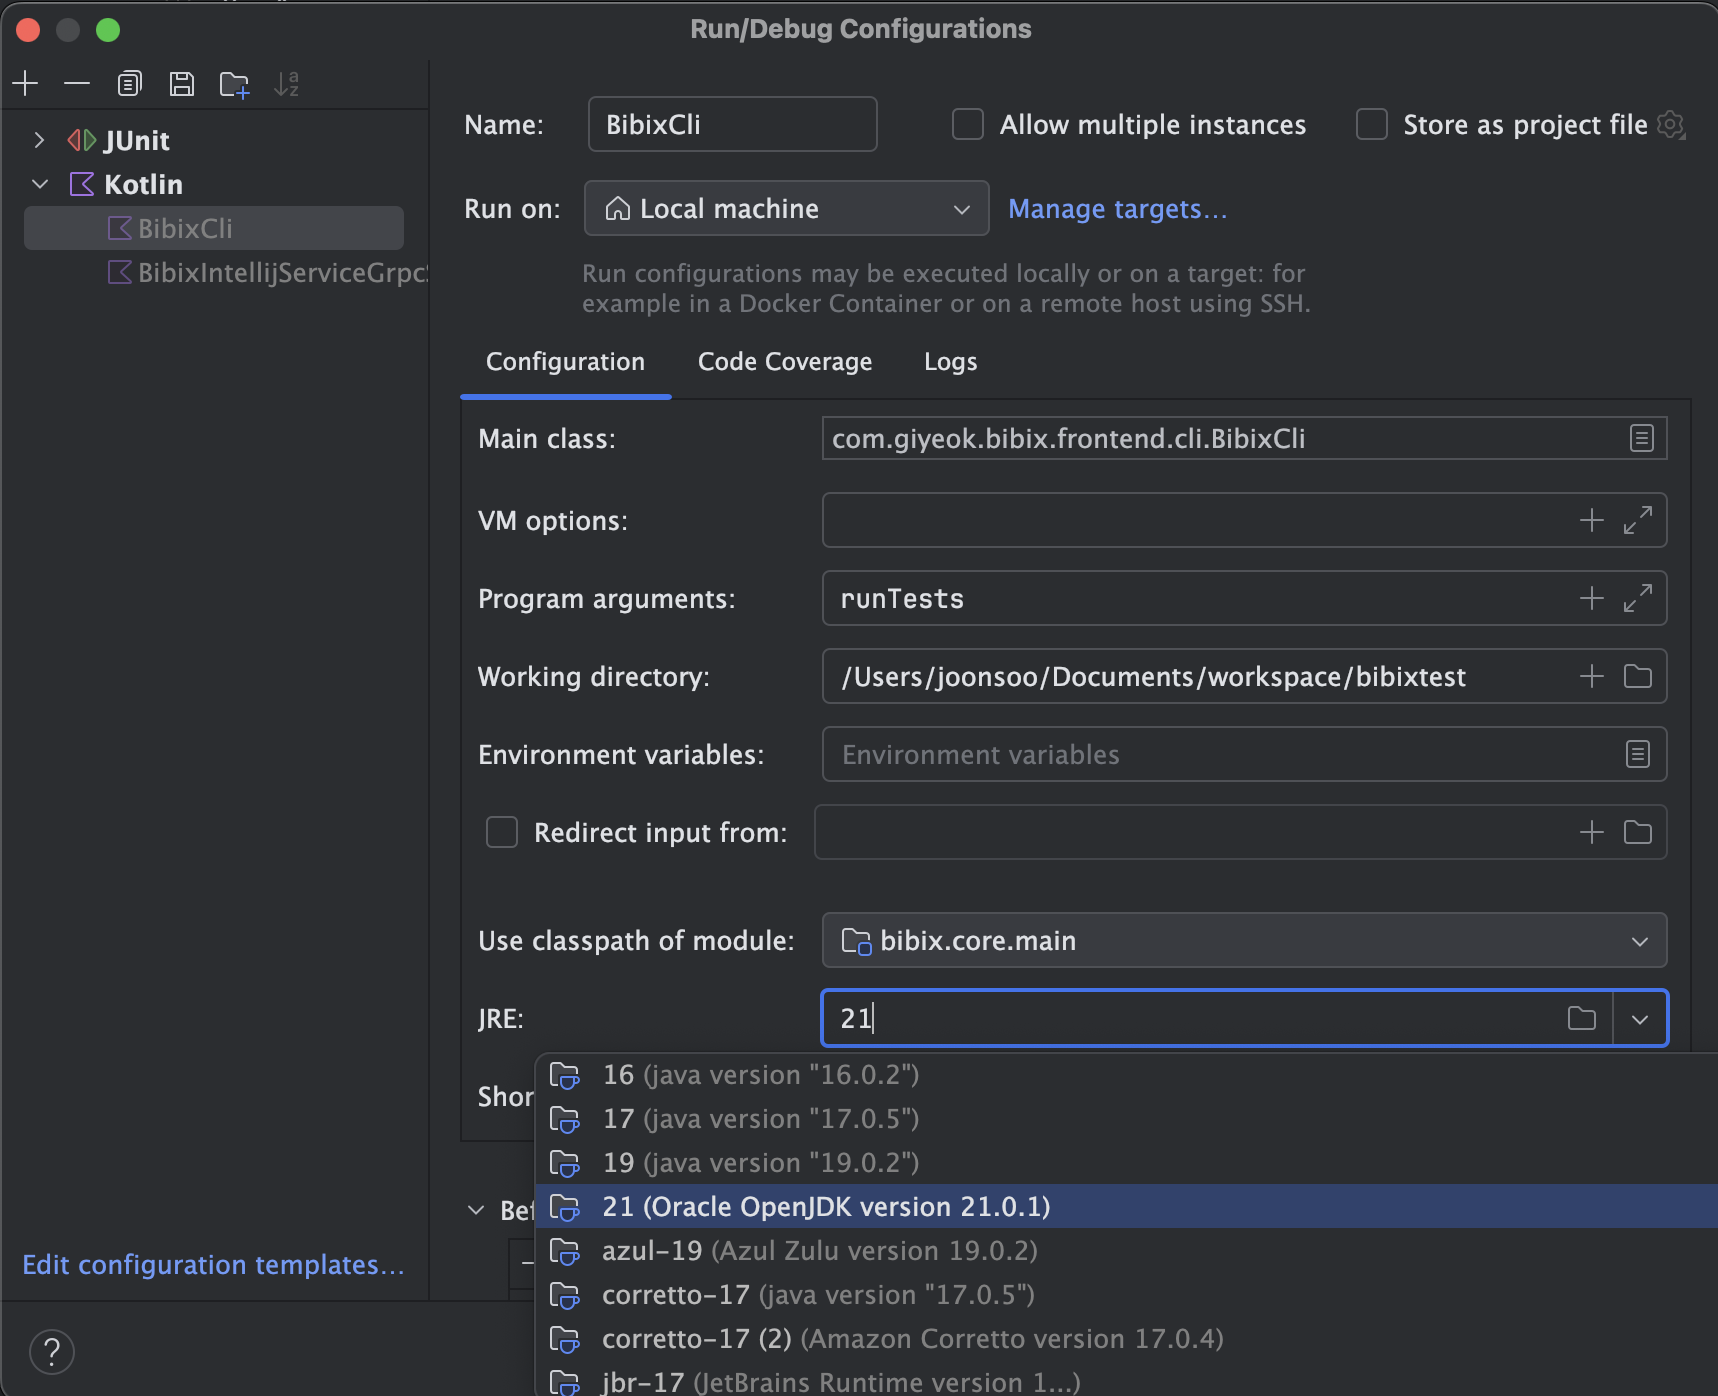 Run/Debug Configurations
JUnit
Kotlin
BibixCli
BibixIntellijServiceGrpc
Edit configuration templates...
?
Name:
BibixCli
Allow multiple instances
Store as project file
Run on:
Local machine
Manage targets...
Run configurations may be executed locally or on a target: for
example in a Docker Container or on a remote host using SSH.
Configuration
Code Coverage
Logs
Main class:
com.giyeok.bibix.frontend.cli.BibixCli
VM options:
Program arguments:
runTests
Working directory:
/Users/joonsoo/Documents/workspace/bibixtest
Environment variables:
Environment variables
Redirect input from:
Use classpath of module:
bibix.core.main
JRE:
21
Shor
Bef
16 (java version "16.0.2")
17 (java version "17.0.5")
19 (java version "19.0.2")
21 (Oracle OpenJDK version 21.0.1)
azul-19 (Azul Zulu version 19.0.2)
corretto-17 (java version "17.0.5")
corretto-17 (2) (Amazon Corretto version 17.0.4)
jbr-17 (JetBrains Runtime version 1...)